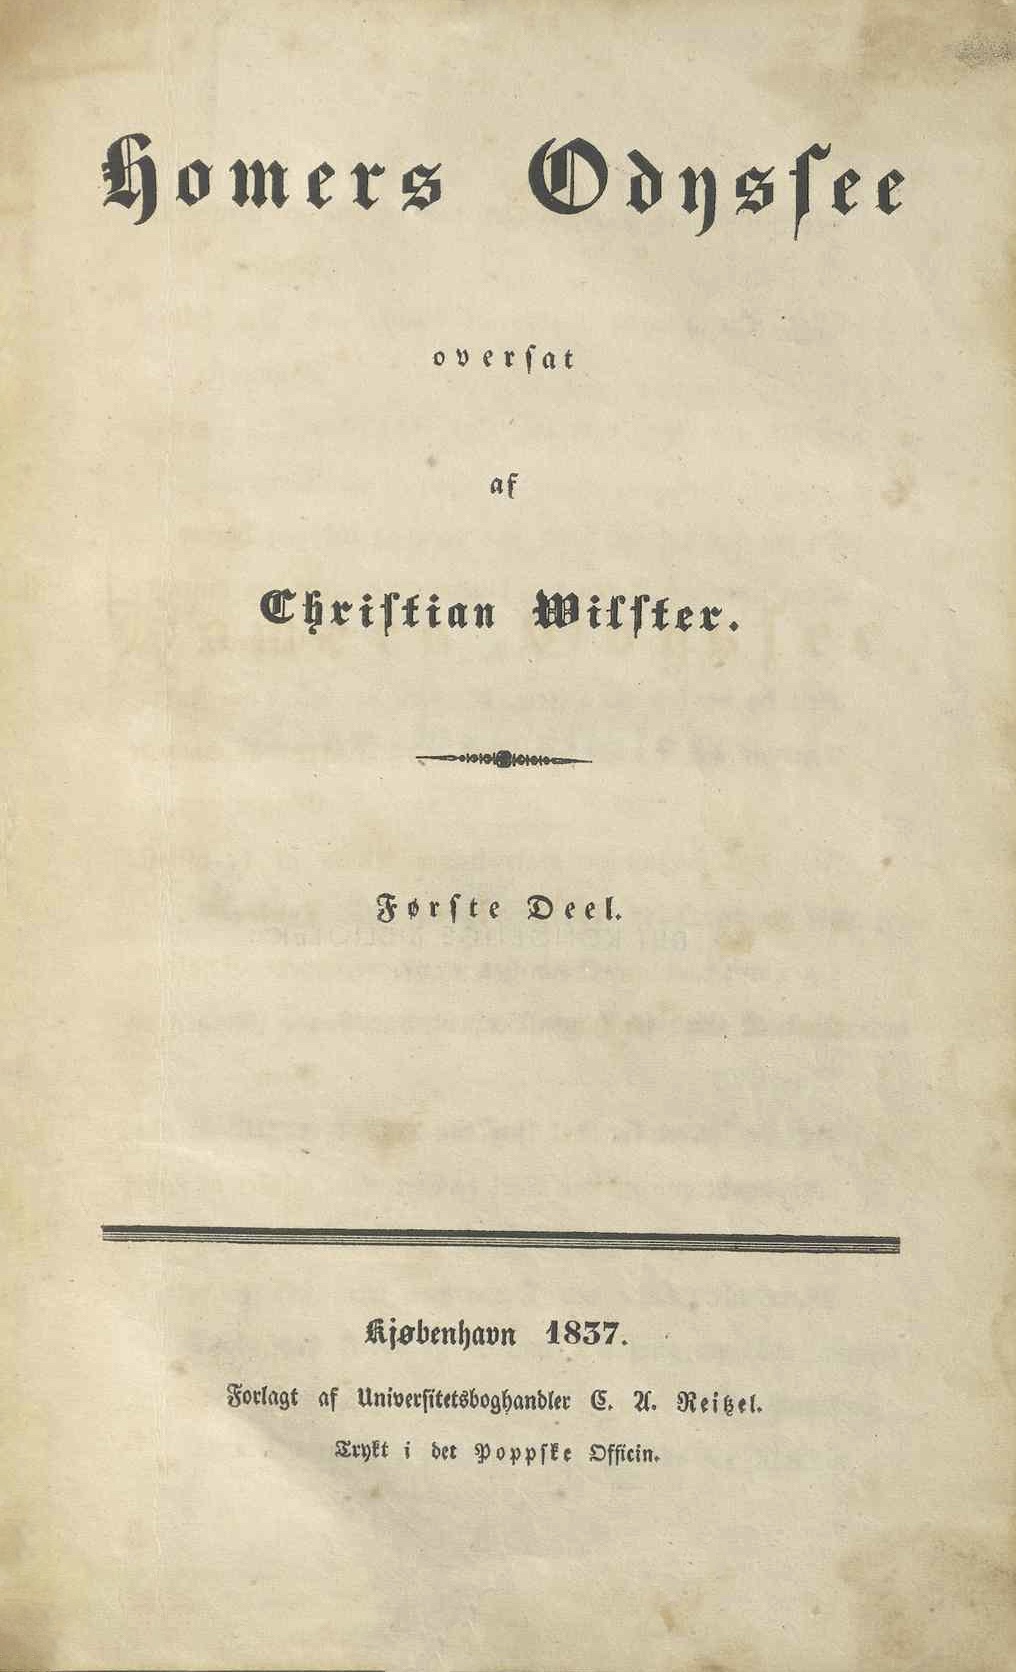 Homers Odyssee
oversat
af
Christian Wilster.
Første Deel.
Kjøbenhavn 1837.
Forlagt af Universitetsboghandler C. A. Reitzel.
Trykt i det Poppske Officin.